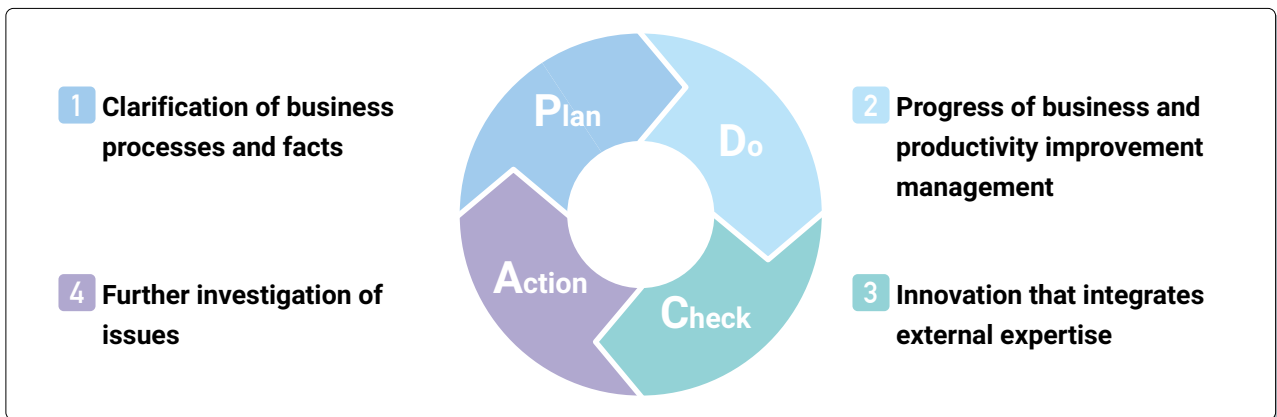 1 Clarification of business
processes and facts
Plan
Do
2 Progress of business and
productivity improvement
management
4 Further investigation of
issues
Action
Check
3 Innovation that integrates
external expertise